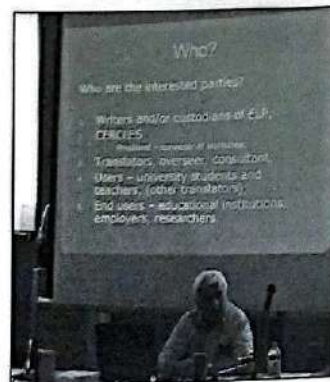 Who?
Who are the interested parties?
Writers and/or custodians of ELP,
CERCLES
Translators, overseer, consultant,
Users – university students and
teachers, (other translators),
End users – educational institutions,
employers, researchers